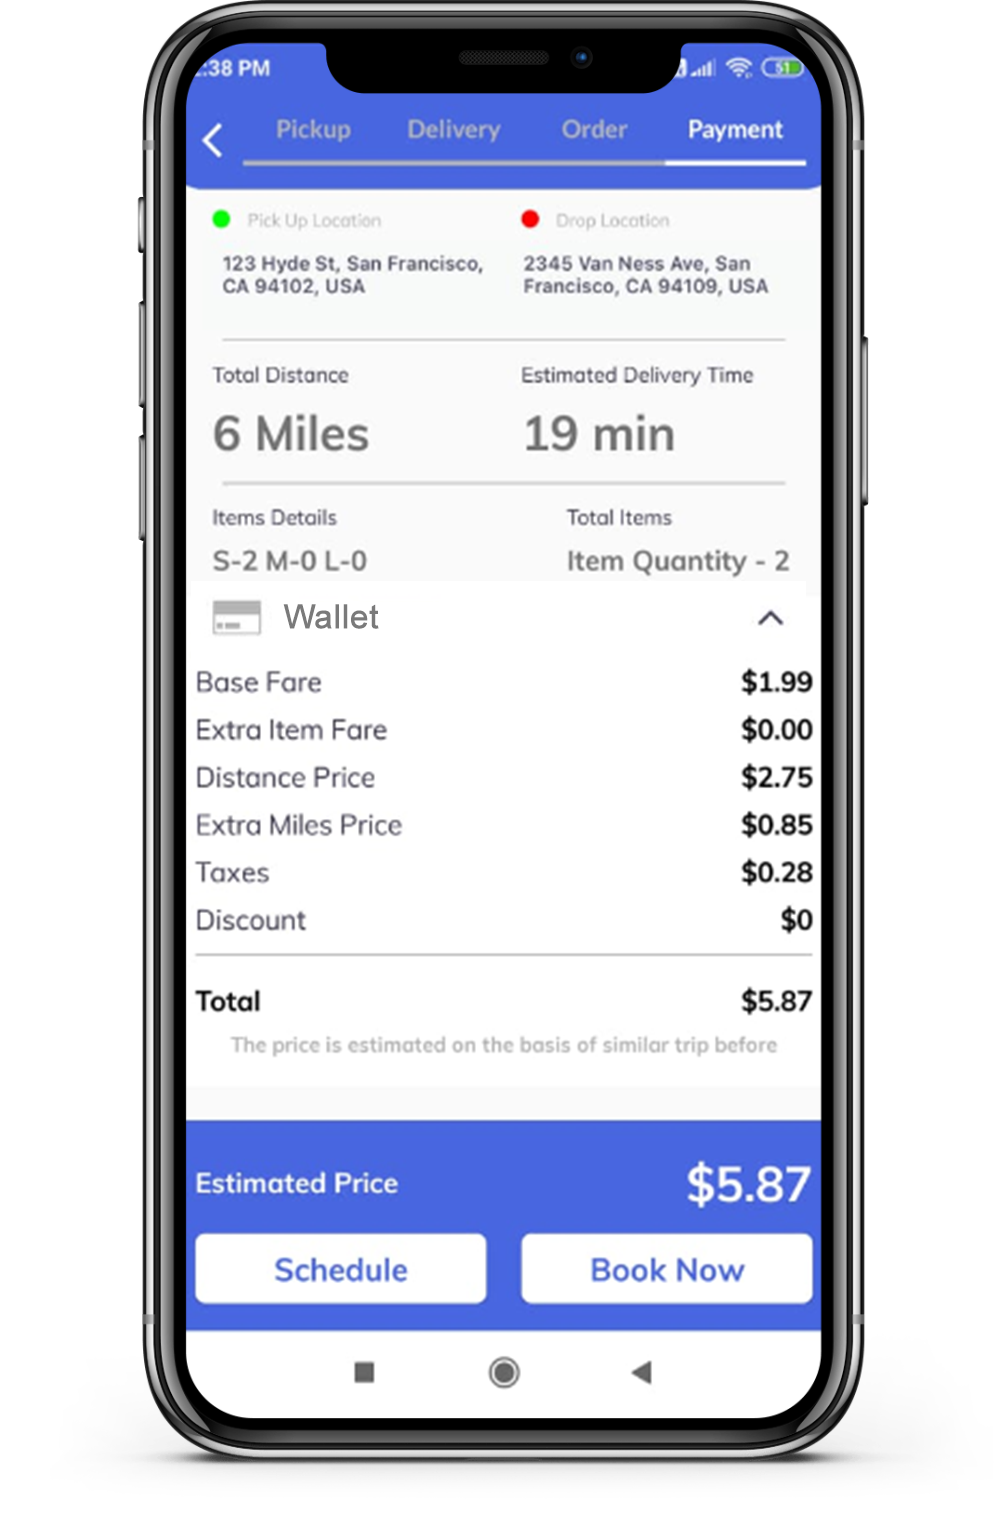 :38 PM
51
Pickup
Delivery
Order
Payment
Pick Up Location
Drop Location
123 Hyde St, San Francisco,
CA 94102, USA
2345 Van Ness Ave, San
Francisco, CA 94109, USA
Total Distance
Estimated Delivery Time
6 Miles
19 min
Items Details
Total Items
S-2 M-0 L-0
Item Quantity - 2
Wallet
Base Fare $1.99
Extra Item Fare $0.00
Distance Price $2.75
Extra Miles Price $0.85
Taxes $0.28
Discount $0
Total $5.87
The price is estimated on the basis of similar trip before
Estimated Price $5.87
Schedule
Book Now